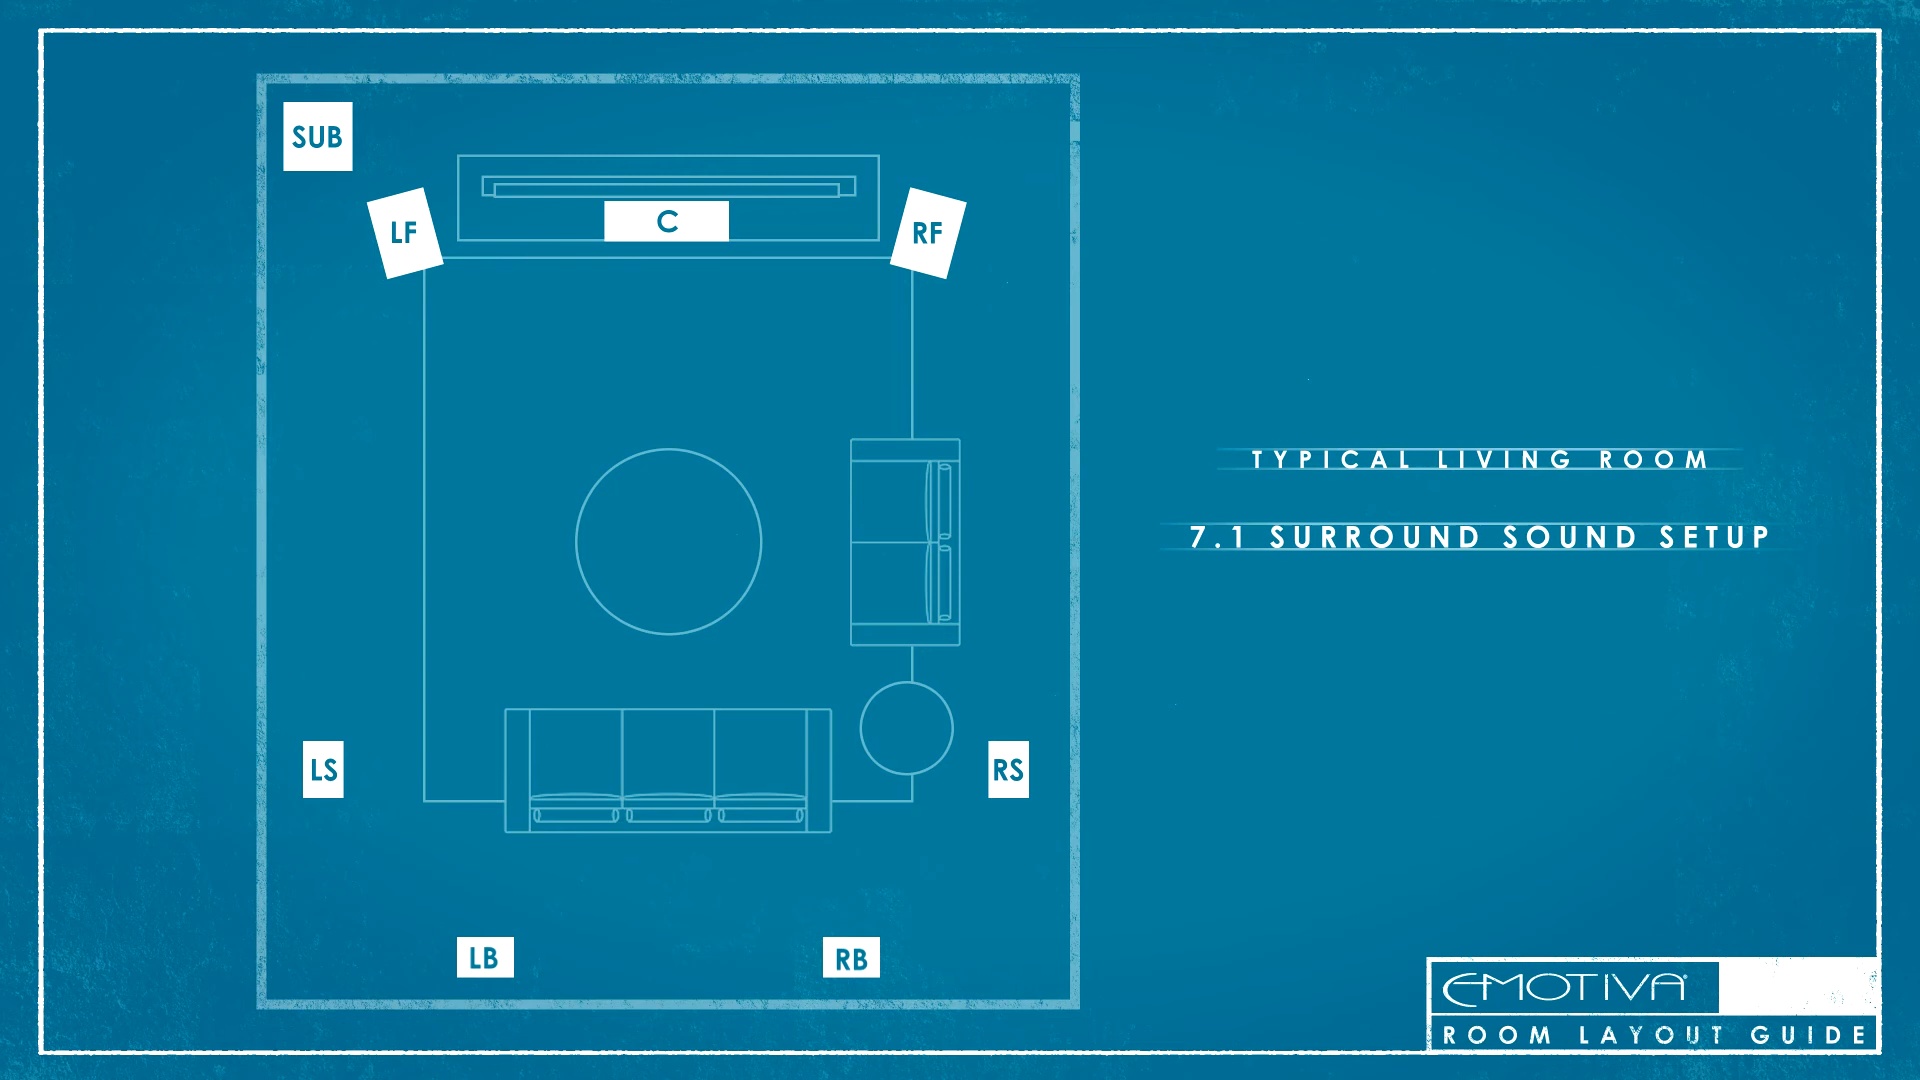 SUB
LF
C
RF
TYPICAL LIVING ROOM
7.1 SURROUND SOUND SETUP
LS
RS
LB
RB
EMOTIVA®
ROOM LAYOUT GUIDE